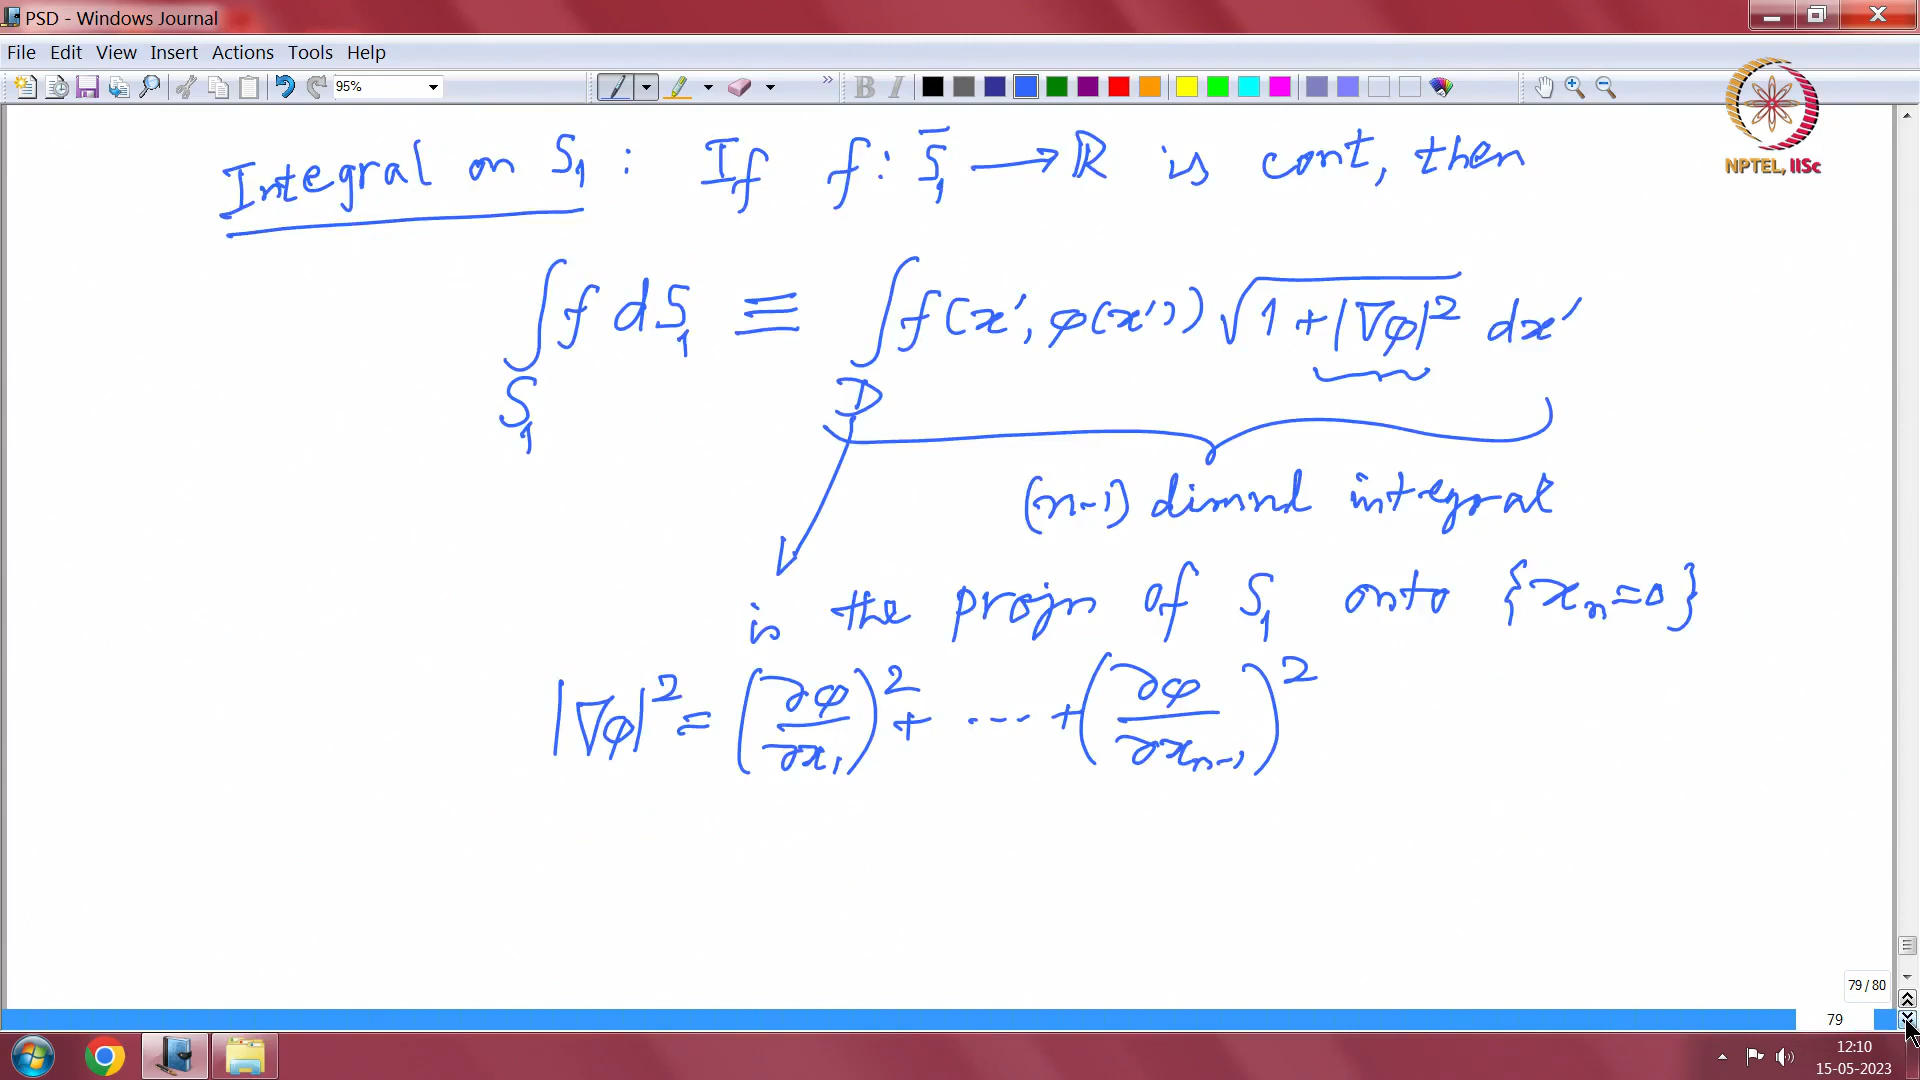 PSD - Windows Journal
File Edit View Insert Actions Tools Help
95%
B I
NPTEL, IISc
Integral on S₁ : If f : S̄₁ ⟶ ℝ is cont, then
∫_{S₁} f dS₁ ≡ ∫_D f(x′, φ(x′)) √(1 + |∇φ|²) dx′
(n-1) dimnl integral
is the projn of S₁ onto {xₙ=0}
|∇φ|² = (∂φ/∂x₁)² + --- + (∂φ/∂xₙ₋₁)²
79 / 80
79
12:10
15-05-2023